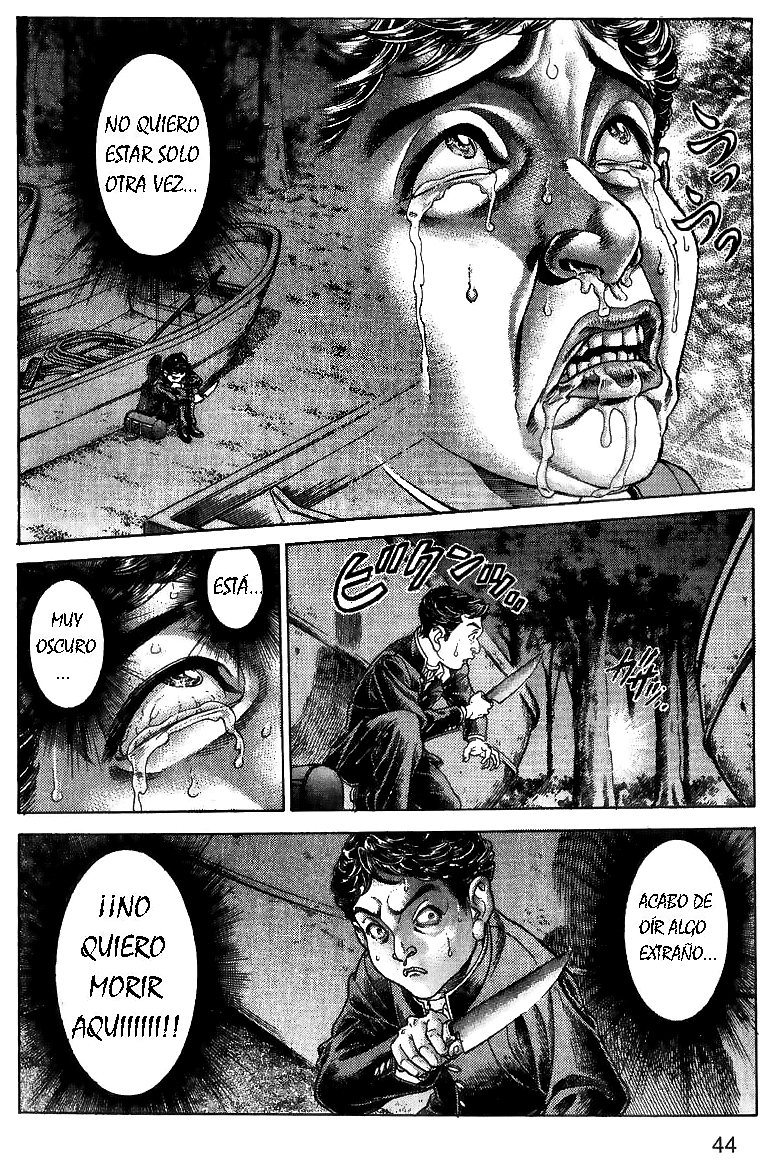 NO QUIERO
ESTAR SOLO
OTRA VEZ...
ESTÁ...
MUY
OSCURO
...
ACABO DE
OÍR ALGO
EXTRAÑO...
¡¡NO
QUIERO
MORIR
AQUIIIIII!!
44